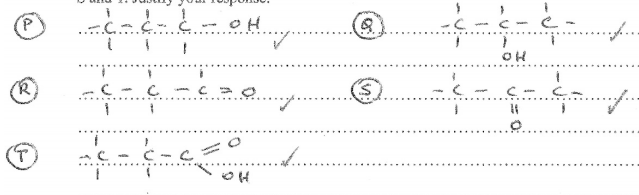 S and T. Justify your response.
P -C-C-C-OH ✓ Q -C-C-C- ✓
OH
R -C-C-C=O ✓ S -C-C-C- ✓
O
T -C-C-C=O ✓
OH